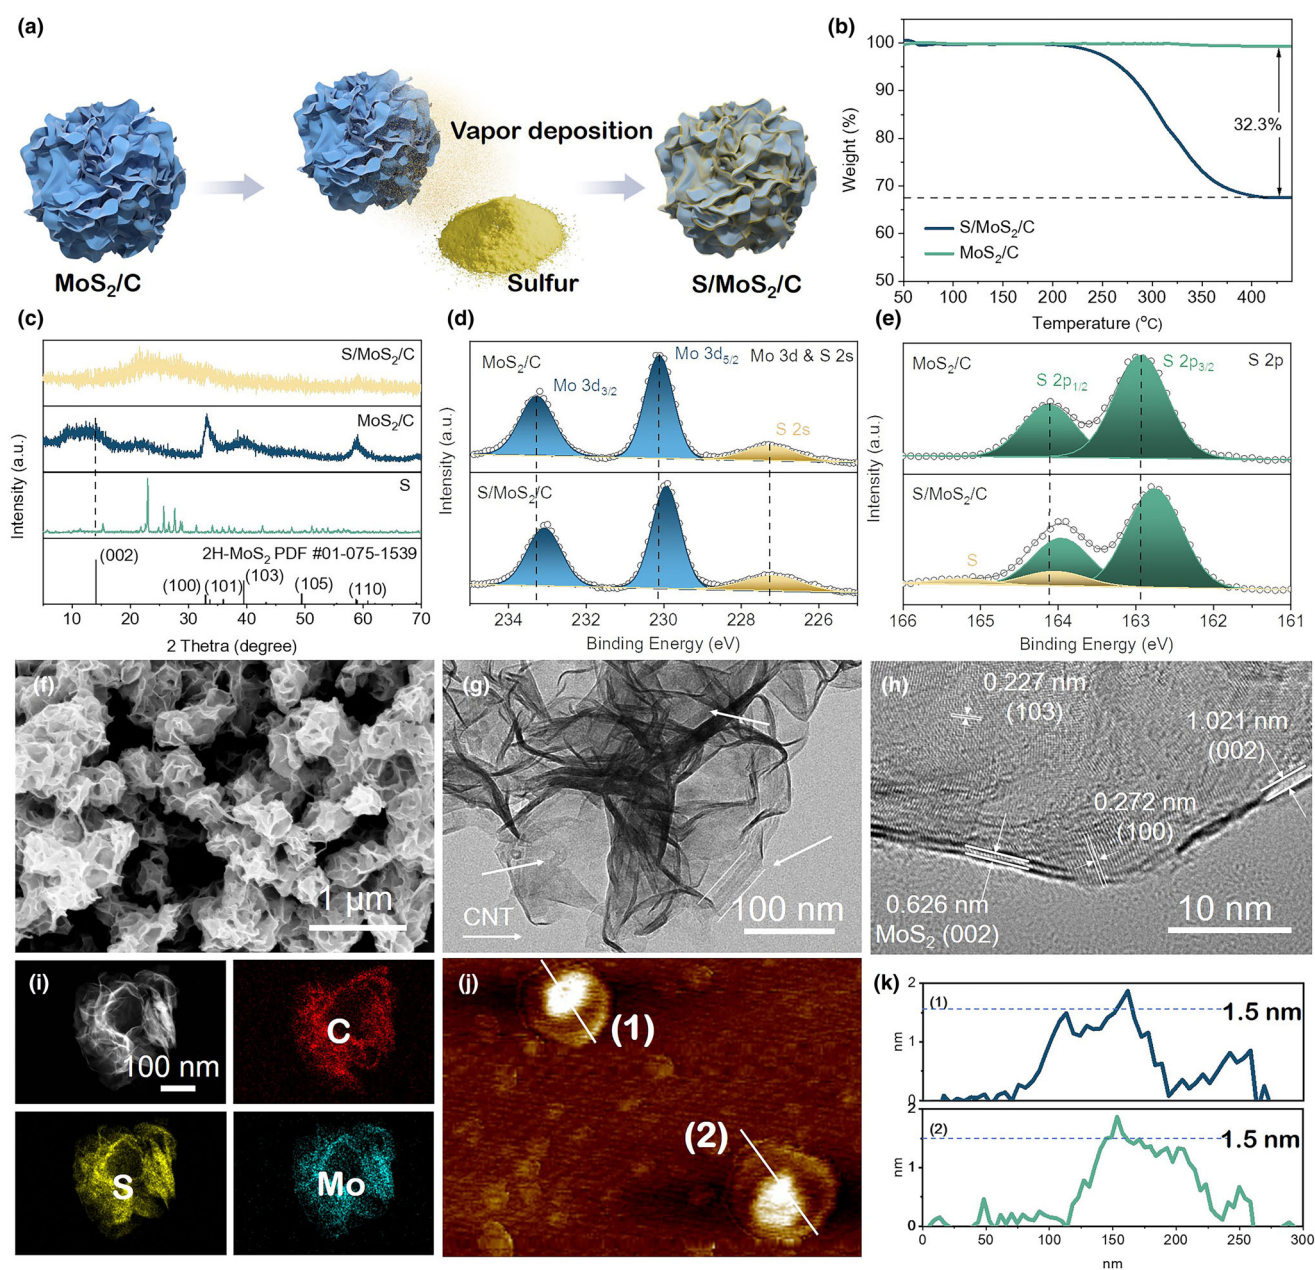 (a)
MoS2/C
Vapor deposition
Sulfur
S/MoS2/C
(b)
Weight (%)
100
90
80
70
60
50
32.3%
S/MoS2/C
MoS2/C
50 100 150 200 250 300 350 400
Temperature (°C)
(c)
Intensity (a.u.)
S/MoS2/C
MoS2/C
S
2H-MoS2 PDF #01-075-1539
(002)
(100)
(101)
(103)
(105)
(110)
10 20 30 40 50 60 70
2 Thetra (degree)
(d)
Intensity (a.u.)
MoS2/C
Mo 3d5/2
Mo 3d & S 2s
Mo 3d3/2
S 2s
S/MoS2/C
234 232 230 228 226
Binding Energy (eV)
(e)
Intensity (a.u.)
MoS2/C
S 2p
S 2p3/2
S 2p1/2
S/MoS2/C
S
166 165 164 163 162 161
Binding Energy (eV)
(f)
1 μm
(g)
CNT
100 nm
(h)
0.227 nm
(103)
1.021 nm
(002)
0.272 nm
(100)
0.626 nm
MoS2 (002)
10 nm
(i)
100 nm
C
S
Mo
(j)
(1)
(2)
(k)
2
1
0
nm
(1)
1.5 nm
2
1
0
nm
(2)
1.5 nm
0 50 100 150 200 250 300
nm